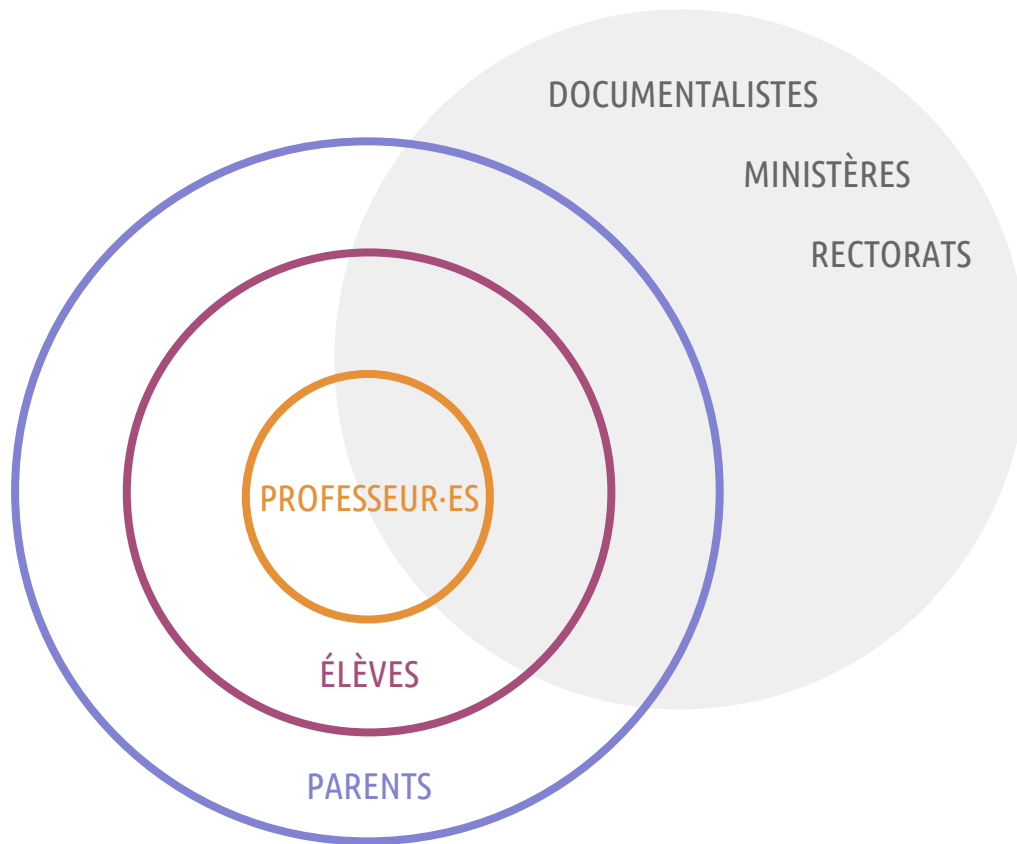 DOCUMENTALISTES
MINISTÈRES
RECTORATS
PROFESSEUR·ES
ÉLÈVES
PARENTS